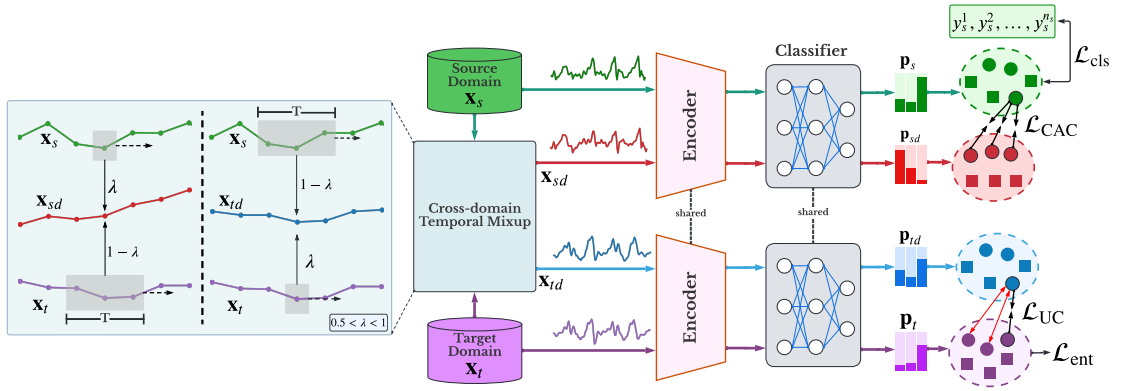 T
x_s
x_s
λ
1 − λ
x_sd
x_td
1 − λ
λ
x_t
x_t
T
0.5 < λ < 1
Source
Domain
x_s
Cross-domain
Temporal Mixup
Target
Domain
x_t
x_sd
x_td
Encoder
shared
Encoder
Classifier
shared
p_s
p_sd
p_td
p_t
y_s^1, y_s^2, … , y_s^{n_s}
ℒ_cls
ℒ_CAC
ℒ_UC
ℒ_ent